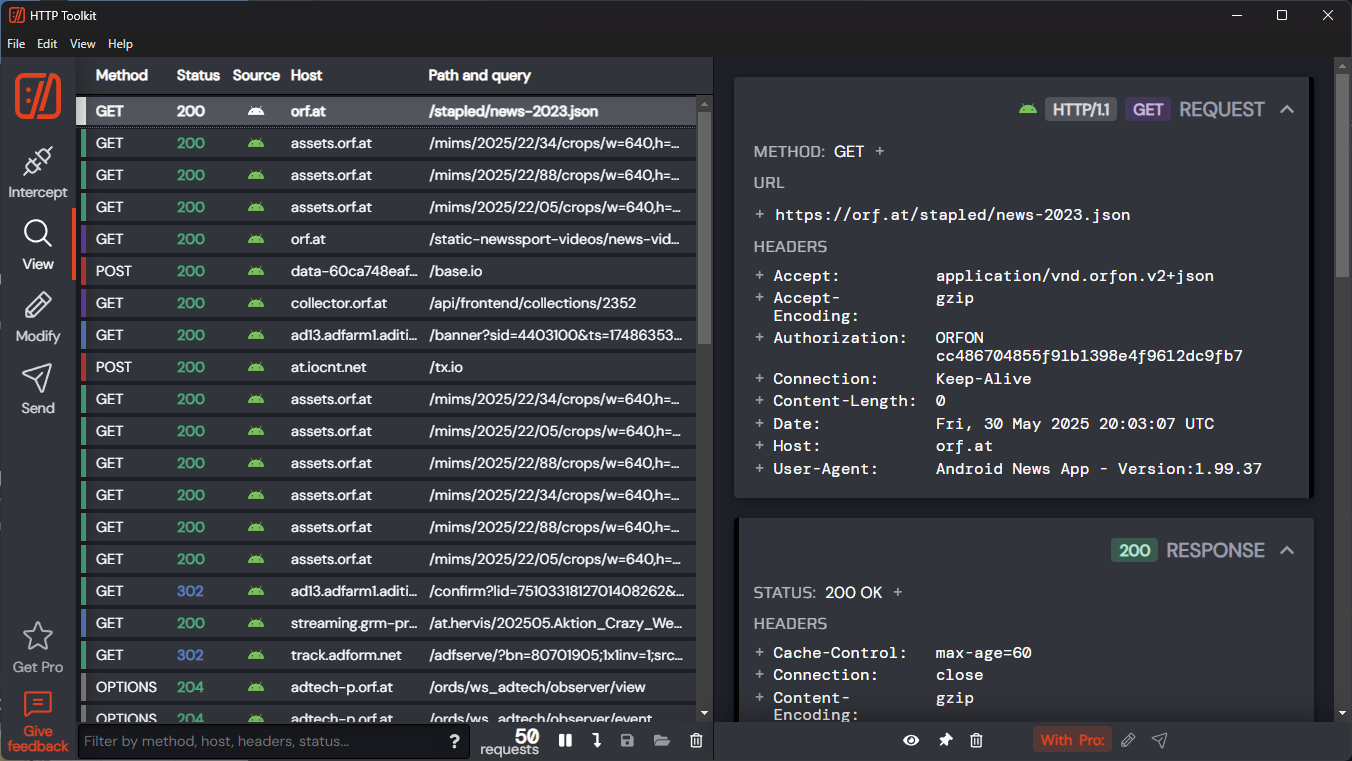 HTTP Toolkit
File Edit View Help
Method Status Source Host Path and query
GET 200 orf.at /stapled/news-2023.json
GET 200 assets.orf.at /mims/2025/22/34/crops/w=640,h=...
GET 200 assets.orf.at /mims/2025/22/88/crops/w=640,h=...
GET 200 assets.orf.at /mims/2025/22/05/crops/w=640,h=...
GET 200 orf.at /static-newssport-videos/news-vid...
POST 200 data-60ca748eaf... /base.io
GET 200 collector.orf.at /api/frontend/collections/2352
GET 200 ad13.adfarm1.aditi... /banner?sid=4403100&ts=17486353...
POST 200 at.iocnt.net /tx.io
GET 200 assets.orf.at /mims/2025/22/34/crops/w=640,h=...
GET 200 assets.orf.at /mims/2025/22/05/crops/w=640,h=...
GET 200 assets.orf.at /mims/2025/22/88/crops/w=640,h=...
GET 200 assets.orf.at /mims/2025/22/34/crops/w=640,h=...
GET 200 assets.orf.at /mims/2025/22/88/crops/w=640,h=...
GET 200 assets.orf.at /mims/2025/22/05/crops/w=640,h=...
GET 302 ad13.adfarm1.aditi... /confirm?lid=7510331812701408262&...
GET 200 streaming.grm-pr... /at.hervis/202505.Aktion_Crazy_We...
GET 302 track.adform.net /adfserve/?bn=80701905;1x1inv=1;src...
OPTIONS 204 adtech-p.orf.at /ords/ws_adtech/observer/view
OPTIONS 204 adtech-p.orf.at /ords/ws_adtech/observer/event
Intercept
View
Modify
Send
Get Pro
Give
feedback
Filter by method, host, headers, status... ?
50
requests
HTTP/1.1 GET REQUEST
METHOD: GET +
URL
+ https://orf.at/stapled/news-2023.json
HEADERS
+ Accept: application/vnd.orfon.v2+json
+ Accept- gzip
Encoding:
+ Authorization: ORFON
cc486704855f91b1398e4f9612dc9fb7
+ Connection: Keep-Alive
+ Content-Length: 0
+ Date: Fri, 30 May 2025 20:03:07 UTC
+ Host: orf.at
+ User-Agent: Android News App - Version:1.99.37
200 RESPONSE
STATUS: 200 OK +
HEADERS
+ Cache-Control: max-age=60
+ Connection: close
+ Content- gzip
Encoding:
With Pro: